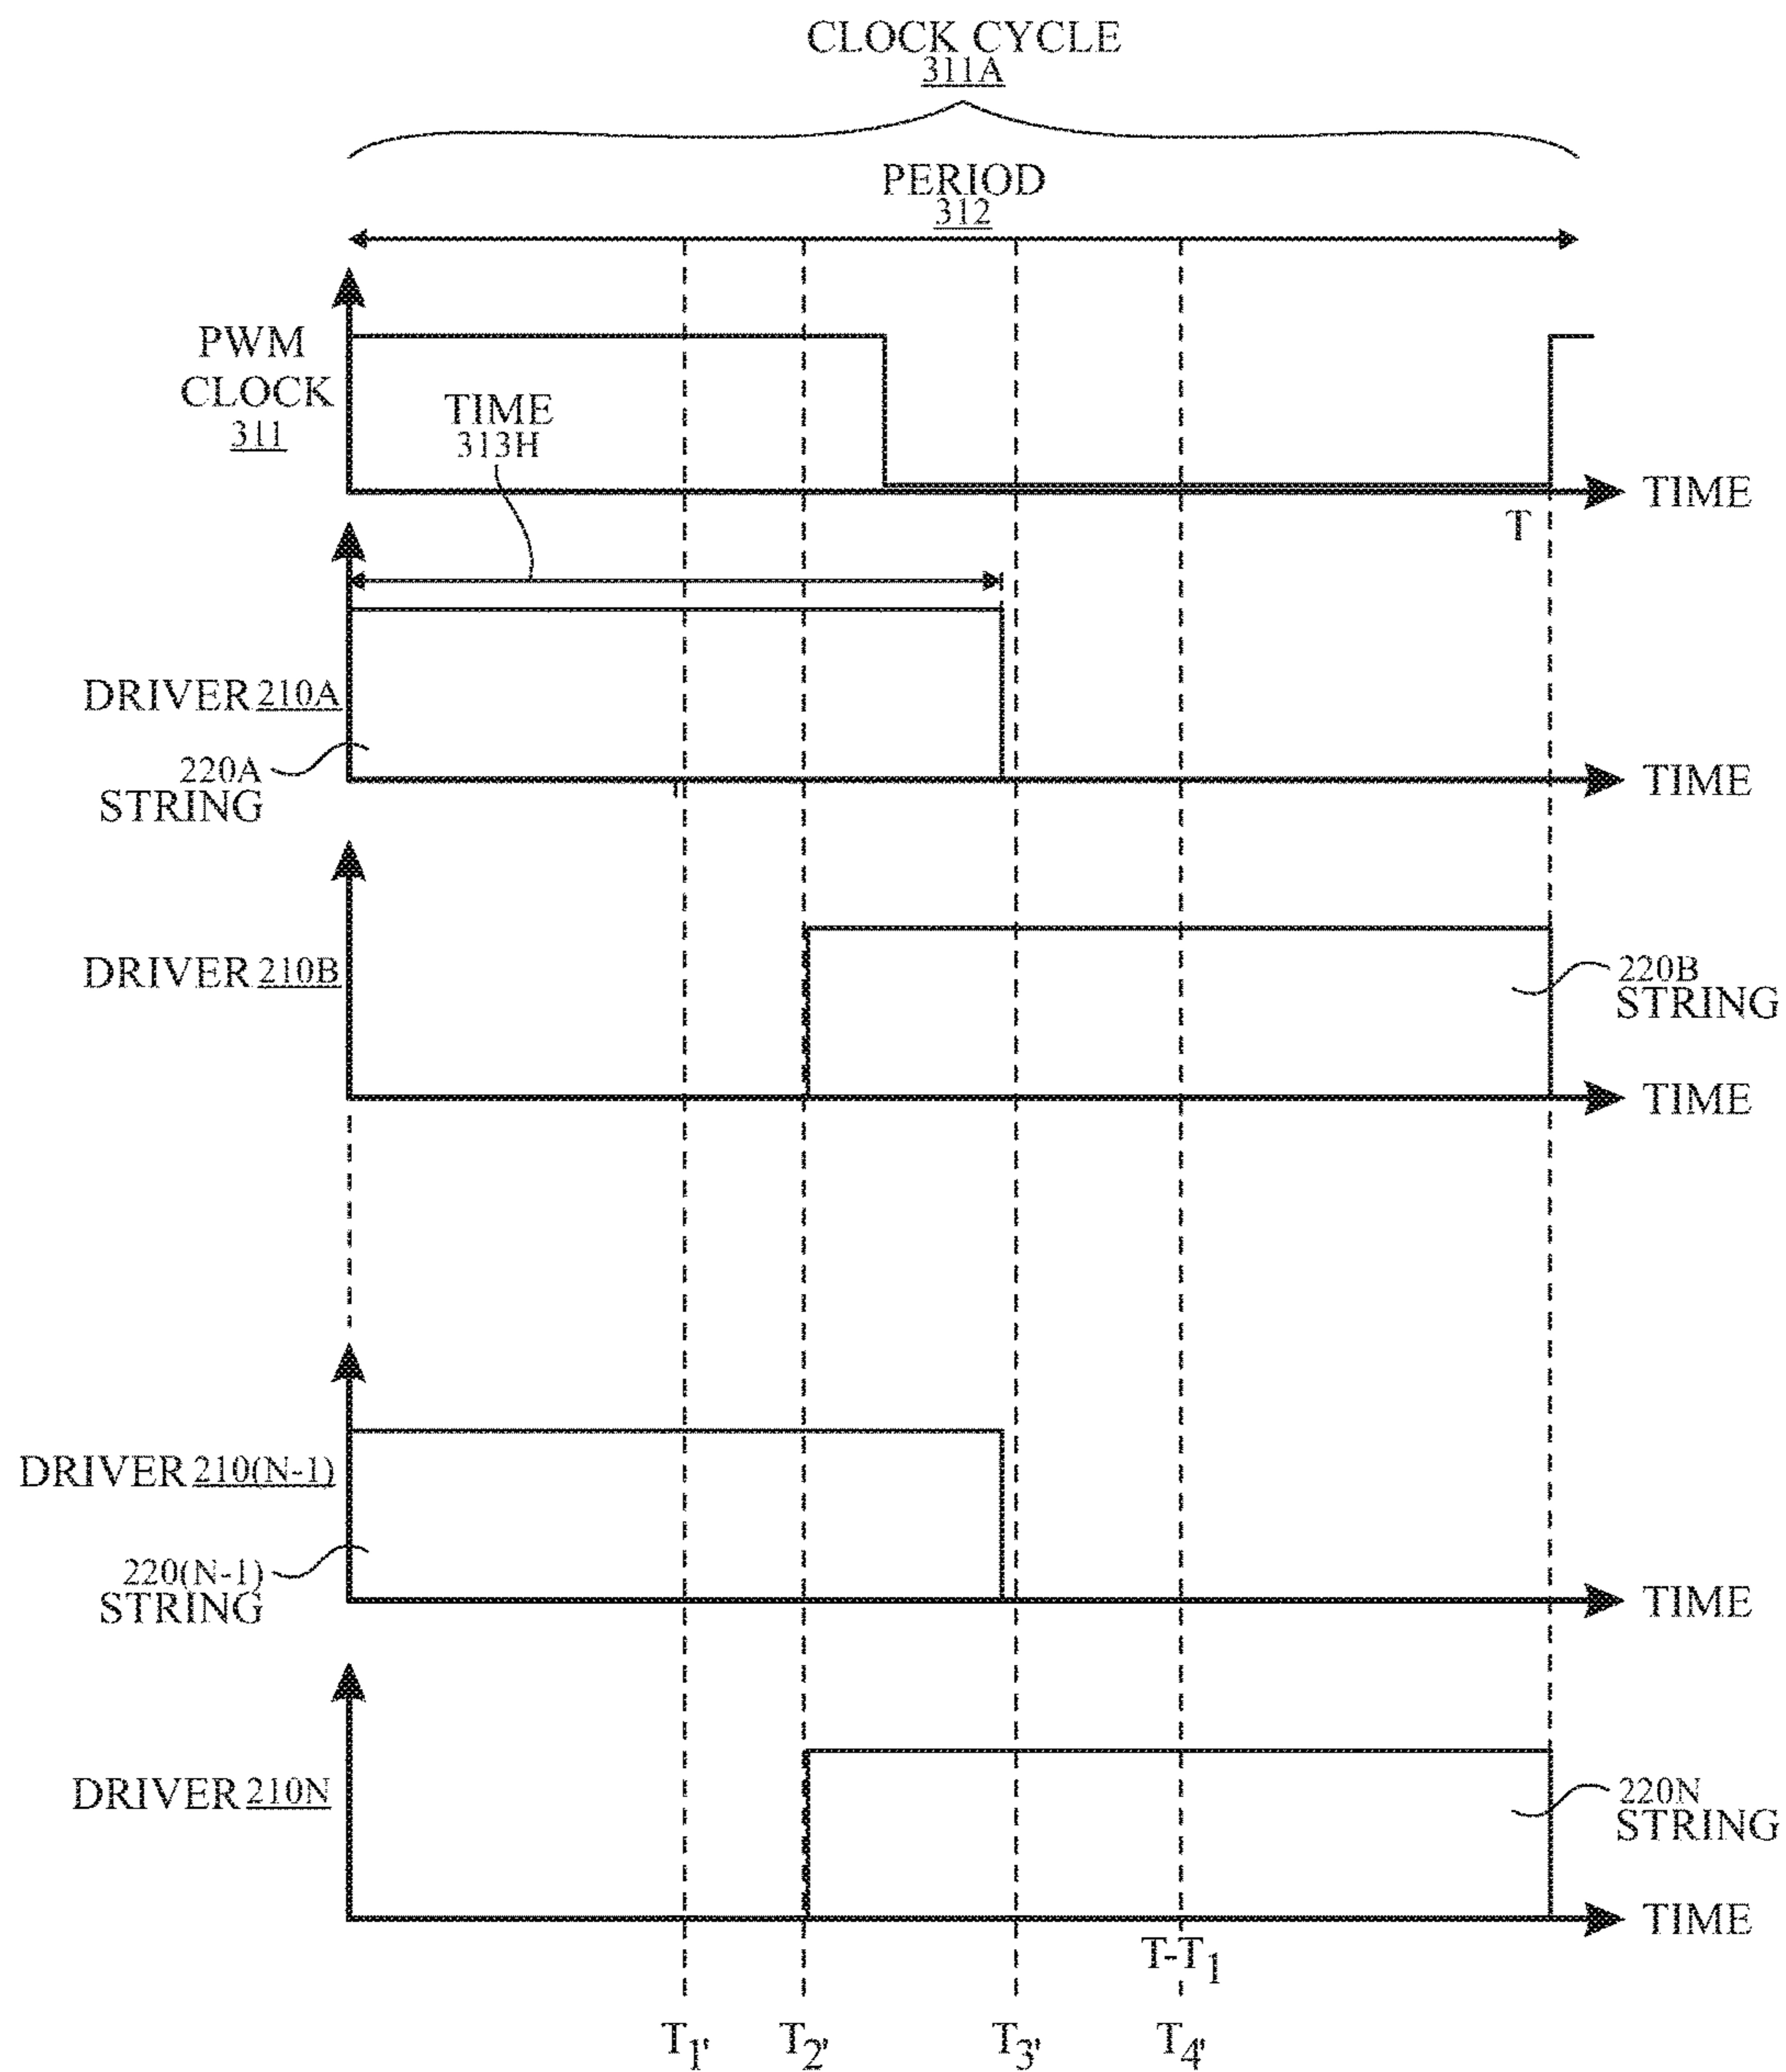 CLOCK CYCLE
311A
PERIOD
312
PWM
CLOCK
311
TIME
313H
TIME
T
DRIVER 210A
220A
STRING
TIME
DRIVER 210B
220B
STRING
TIME
DRIVER 210(N-1)
220(N-1)
STRING
TIME
DRIVER 210N
220N
STRING
TIME
T-T1
T1' T2' T3' T4'